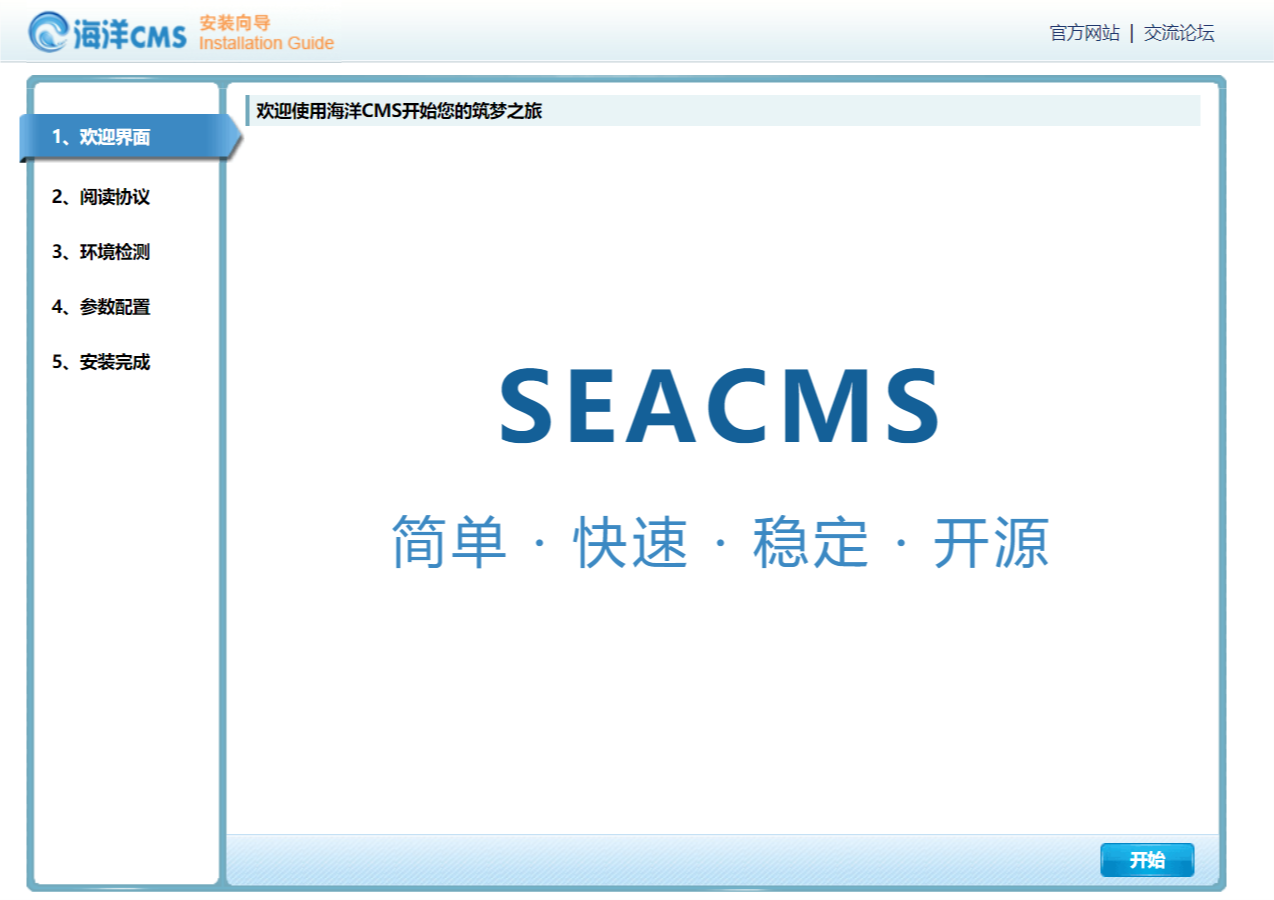 海洋CMS 安装向导
Installation Guide
官方网站 | 交流论坛
欢迎使用海洋CMS开始您的筑梦之旅
1、欢迎界面
2、阅读协议
3、环境检测
4、参数配置
5、安装完成
SEACMS
简单 · 快速 · 稳定 · 开源
开始